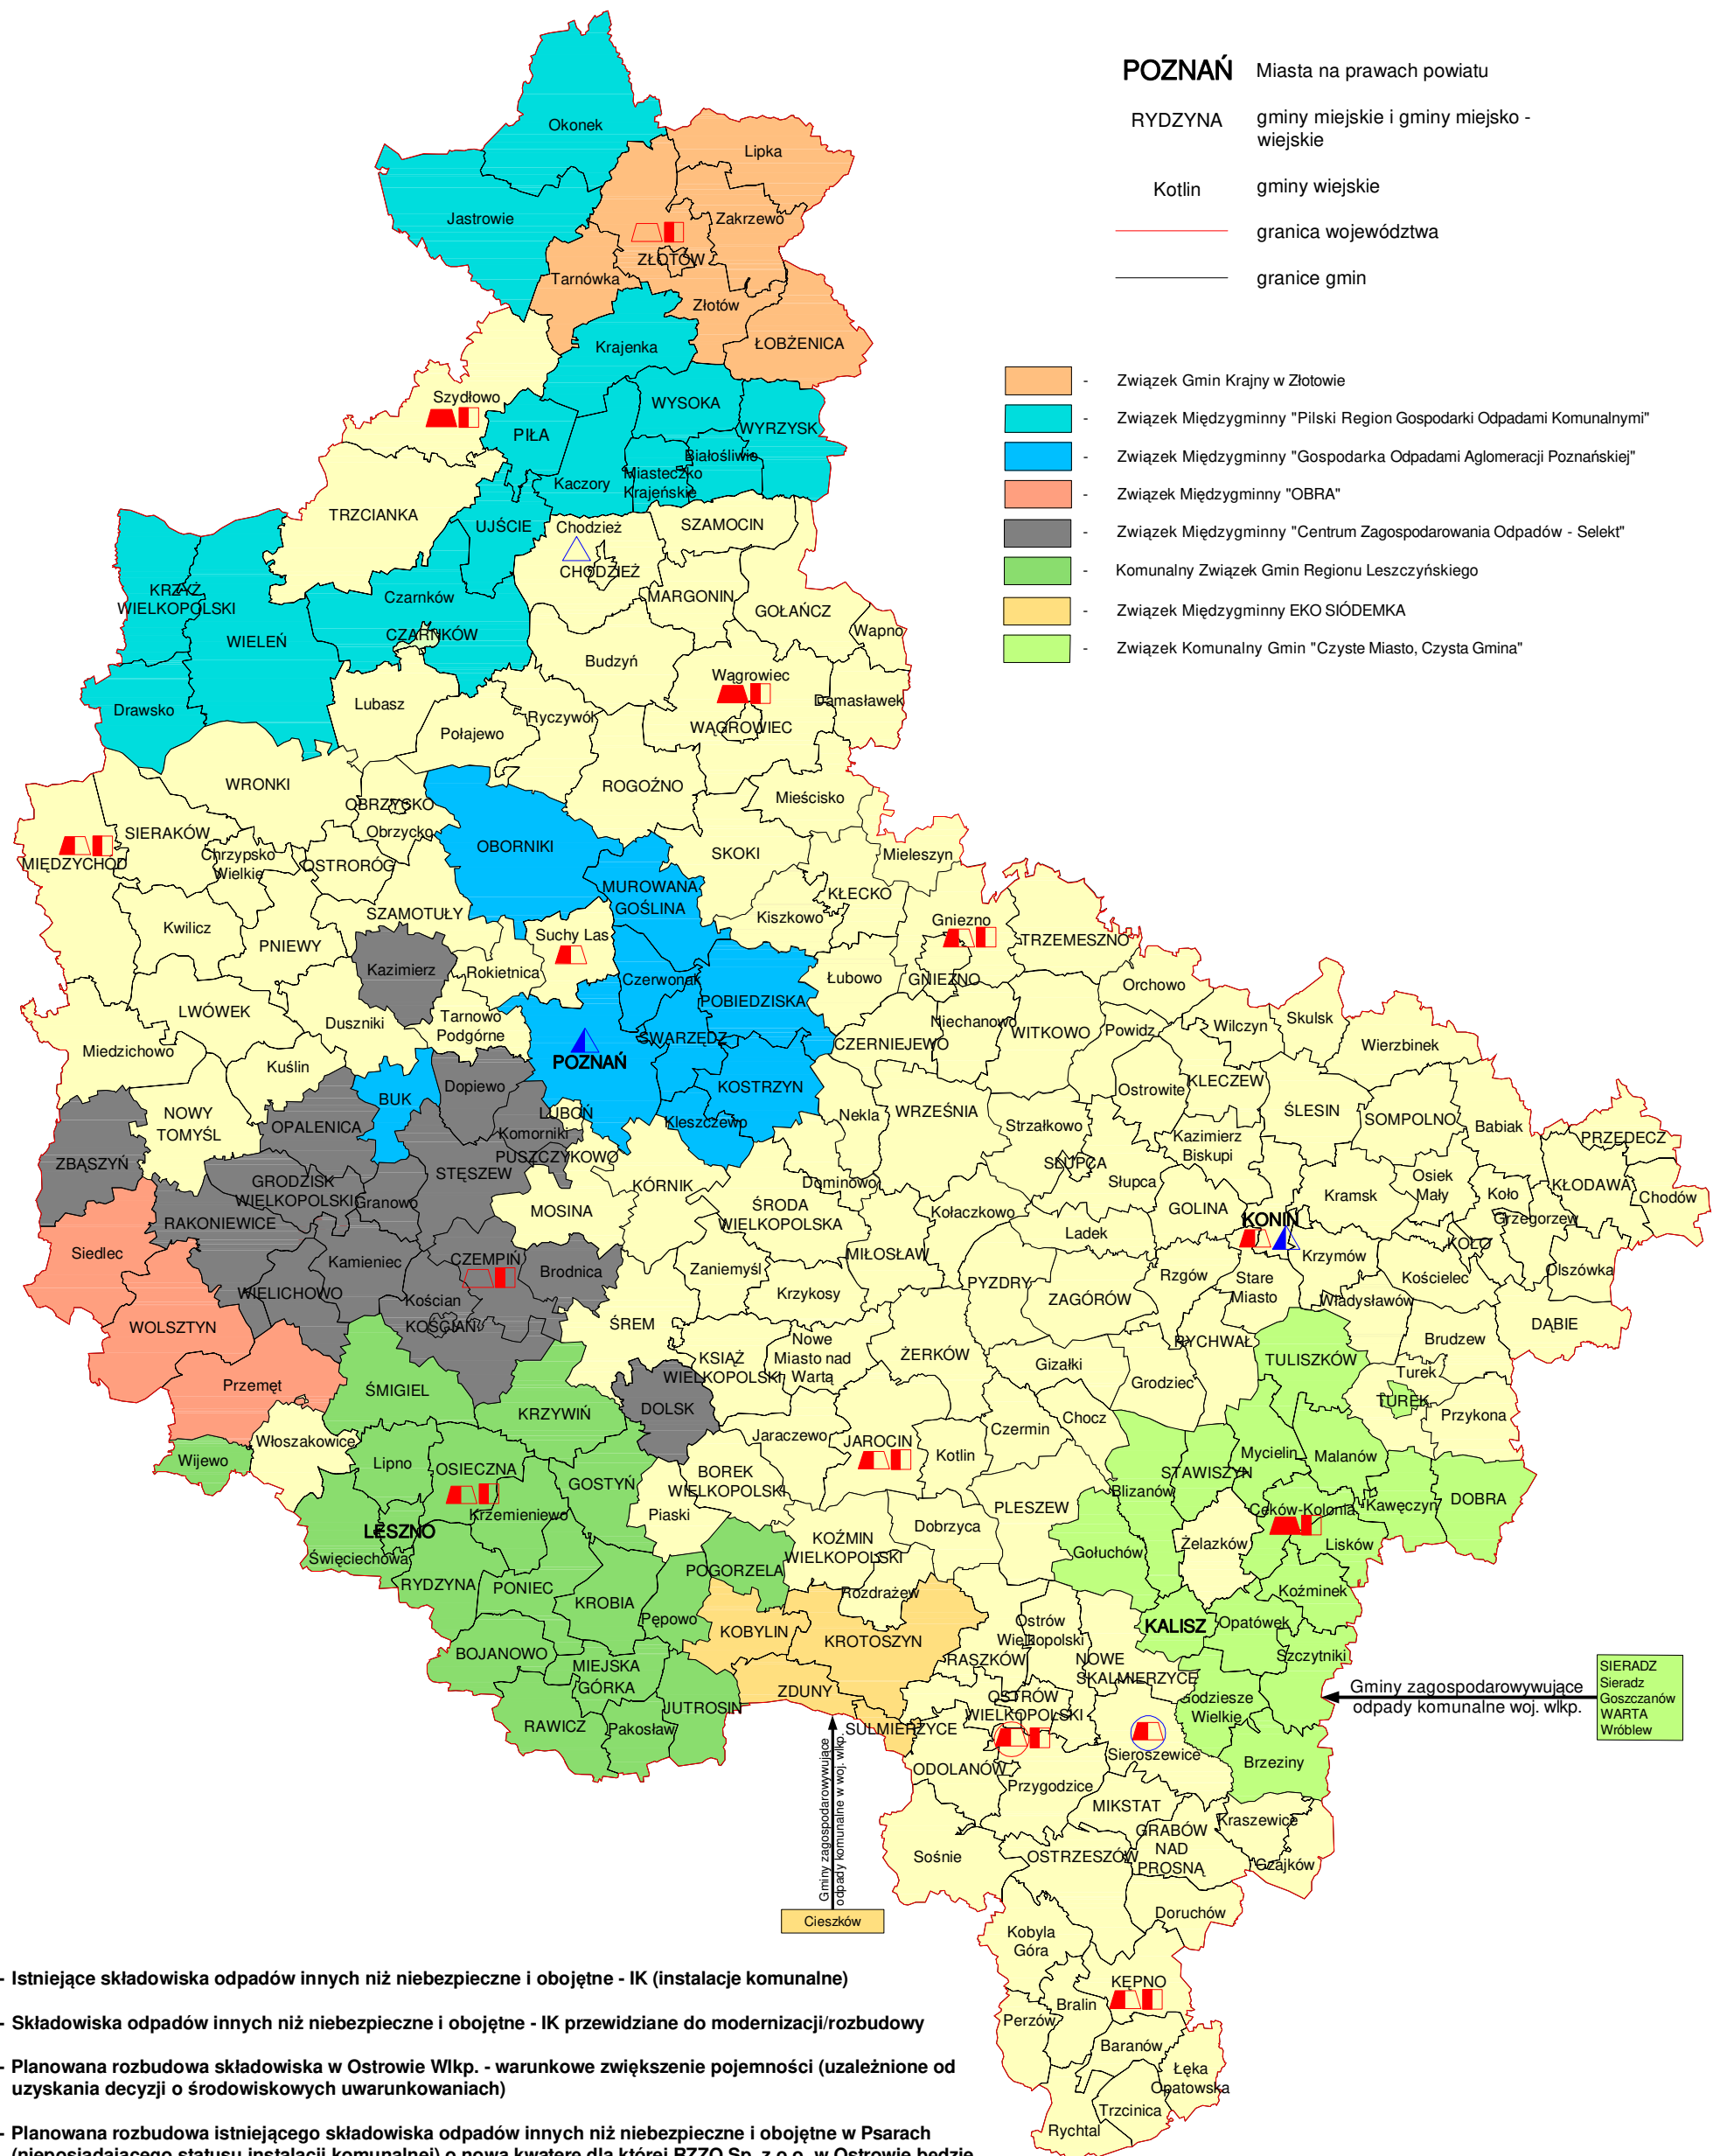 POZNAŃ
Miasta na prawach powiatu
RYDZYNA
gminy miejskie i gminy miejsko -
wiejskie
Kotlin
gminy wiejskie
granica województwa
granice gmin
- Związek Gmin Krajny w Złotowie
- Związek Międzygminny "Pilski Region Gospodarki Odpadami Komunalnymi"
- Związek Międzygminny "Gospodarka Odpadami Aglomeracji Poznańskiej"
- Związek Międzygminny "OBRA"
- Związek Międzygminny "Centrum Zagospodarowania Odpadów - Selekt"
- Komunalny Związek Gmin Regionu Leszczyńskiego
- Związek Międzygminny EKO SIÓDEMKA
- Związek Komunalny Gmin "Czyste Miasto, Czysta Gmina"
Okonek
Lipka
Jastrowie
Zakrzewo
ZŁOTÓW
Tarnówka
Złotów
ŁOBŻENICA
Krajenka
Szydłowo
WYSOKA
PIŁA
WYRZYSK
Białośliwie
Miasteczko
Krajeńskie
Kaczory
TRZCIANKA
UJŚCIE
Chodzież
SZAMOCIN
CHODZIEŻ
KRZYŻ
WIELKOPOLSKI
Czarnków
MARGONIN
GOŁAŃCZ
WIELEŃ
CZARNKÓW
Wapno
Budzyń
Wągrowiec
Drawsko
Lubasz
Damasławek
Połajewo
Ryczywół
WĄGROWIEC
WRONKI
ROGOŹNO
Mieścisko
OBRZYSKO
SIERAKÓW
Obrzycko
MIĘDZYCHÓD
Chrzypsko
Wielkie
OSTRORÓG
OBORNIKI
SKOKI
Mieleszyn
MUROWANA
GOŚLINA
KŁECKO
Kwilicz
SZAMOTUŁY
Kiszkowo
PNIEWY
Suchy Las
Gniezno
TRZEMESZNO
Kazimierz
Rokietnica
Czerwonak
Łubowo
GNIEZNO
Orchowo
LWÓWEK
Duszniki
Tarnowo
Podgórne
POBIEDZISKA
Niechanowo
WITKOWO
Powidz
Wilczyn
Skulsk
Miedzichowo
SWARZĘDZ
CZERNIEJEWO
Wierzbinek
Kuślin
POZNAŃ
Dopiewo
KOSTRZYN
Ostrowite
KLECZEW
NOWY
TOMYŚL
BUK
LUBOŃ
Nekla
WRZEŚNIA
ŚLESIN
SOMPOLNO
OPALENICA
Komorniki
Kleszczewo
Strzałkowo
Kazimierz
Biskupi
Babiak
PRZEDECZ
PUSZCZYKOWO
ZBĄSZYŃ
STĘSZEW
SŁUPCA
Słupca
GRODZISK
WIELKOPOLSKI
KÓRNIK
Dominowo
Osiek
Mały
Kramsk
Koło
KŁODAWA
Chodów
Granowo
ŚRODA
WIELKOPOLSKA
GOLINA
RAKONIEWICE
MOSINA
Kołaczkowo
KONIN
Grzegorzew
Siedlec
Ladek
KOŁO
Kamieniec
CZEMPIŃ
Brodnica
Zaniemyśl
MIŁOSŁAW
Krzymów
Kościelec
Olszówka
WIELICHOWO
Kościan
Krzykosy
PYZDRY
ZAGÓRÓW
Rzgów
Stare
Miasto
Władysławów
WOLSZTYN
KOŚCIAN
ŚREM
DĄBIE
RYCHWAŁ
Brudzew
KSIĄŻ
WIELKOPOLSKI
Nowe
Miasto nad
Wartą
ŻERKÓW
Gizałki
TULISZKÓW
Przemęt
ŚMIGIEL
Grodziec
Turek
TUREK
DOLSK
KRZYWIŃ
Chocz
Przykona
Włoszakowice
Jaraczewo
JAROCIN
Czermin
Wijewo
Lipno
Kotlin
Mycielin
Malanów
OSIECZNA
BOREK
WIELKOPOLSKI
STAWISZYN
GOSTYŃ
Blizanów
DOBRA
Krzemieniewo
Piaski
PLESZEW
Ceków-Kolonia
Kawęczyn
LESZNO
KOŹMIN
WIELKOPOLSKI
Dobrzyca
Żelazków
Lisków
Święciechowa
Gołuchów
RYDZYNA
PONIEC
POGORZELA
Koźminek
KROBIA
Rozdrażew
Pępowo
KOBYLIN
KROTOSZYN
Ostrów
Wielkopolski
KALISZ
Opatówek
BOJANOWO
RASZKÓW
NOWE
SKALMIERZYCE
Szczytniki
MIEJSKA
GÓRKA
ZDUNY
JUTROSIN
OSTRÓW
WIELKOPOLSKI
Godziesze
Wielkie
RAWICZ
Pakosław
SULMIERZYCE
Sieroszewice
Brzeziny
ODOLANÓW
Przygodzice
MIKSTAT
Kraszewice
GRABÓW
NAD
PROSNĄ
Sośnie
OSTRZESZÓW
Czajków
Doruchów
Kobyla
Góra
KĘPNO
Bralin
Perzów
Baranów
Łęka
Opatowska
Trzcinica
Rychtal
SIERADZ
Sieradz
Goszczanów
WARTA
Wróblew
Gminy zagospodarowywujące
odpady komunalne woj. wlkp.
Gminy zagospodarowywujące
odpady komunalne w woj. wlkp.
Cieszków
- Istniejące składowiska odpadów innych niż niebezpieczne i obojętne - IK (instalacje komunalne)
- Składowiska odpadów innych niż niebezpieczne i obojętne - IK przewidziane do modernizacji/rozbudowy
- Planowana rozbudowa składowiska w Ostrowie Wlkp. - warunkowe zwiększenie pojemności (uzależnione od
uzyskania decyzji o środowiskowych uwarunkowaniach)
- Planowana rozbudowa istniejącego składowiska odpadów innych niż niebezpieczne i obojętne w Psarach
(nieposiadającego statusu instalacji komunalnej) o nową kwaterę dla której RZZO Sp. z o.o. w Ostrowie będzie